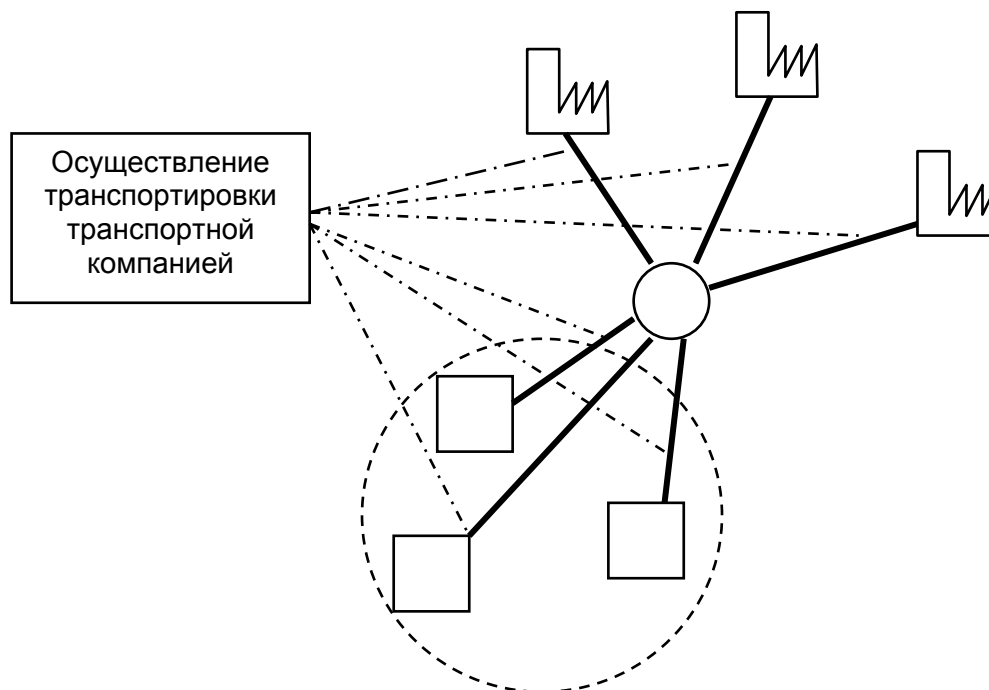 Осуществление
транспортировки
транспортной
компанией